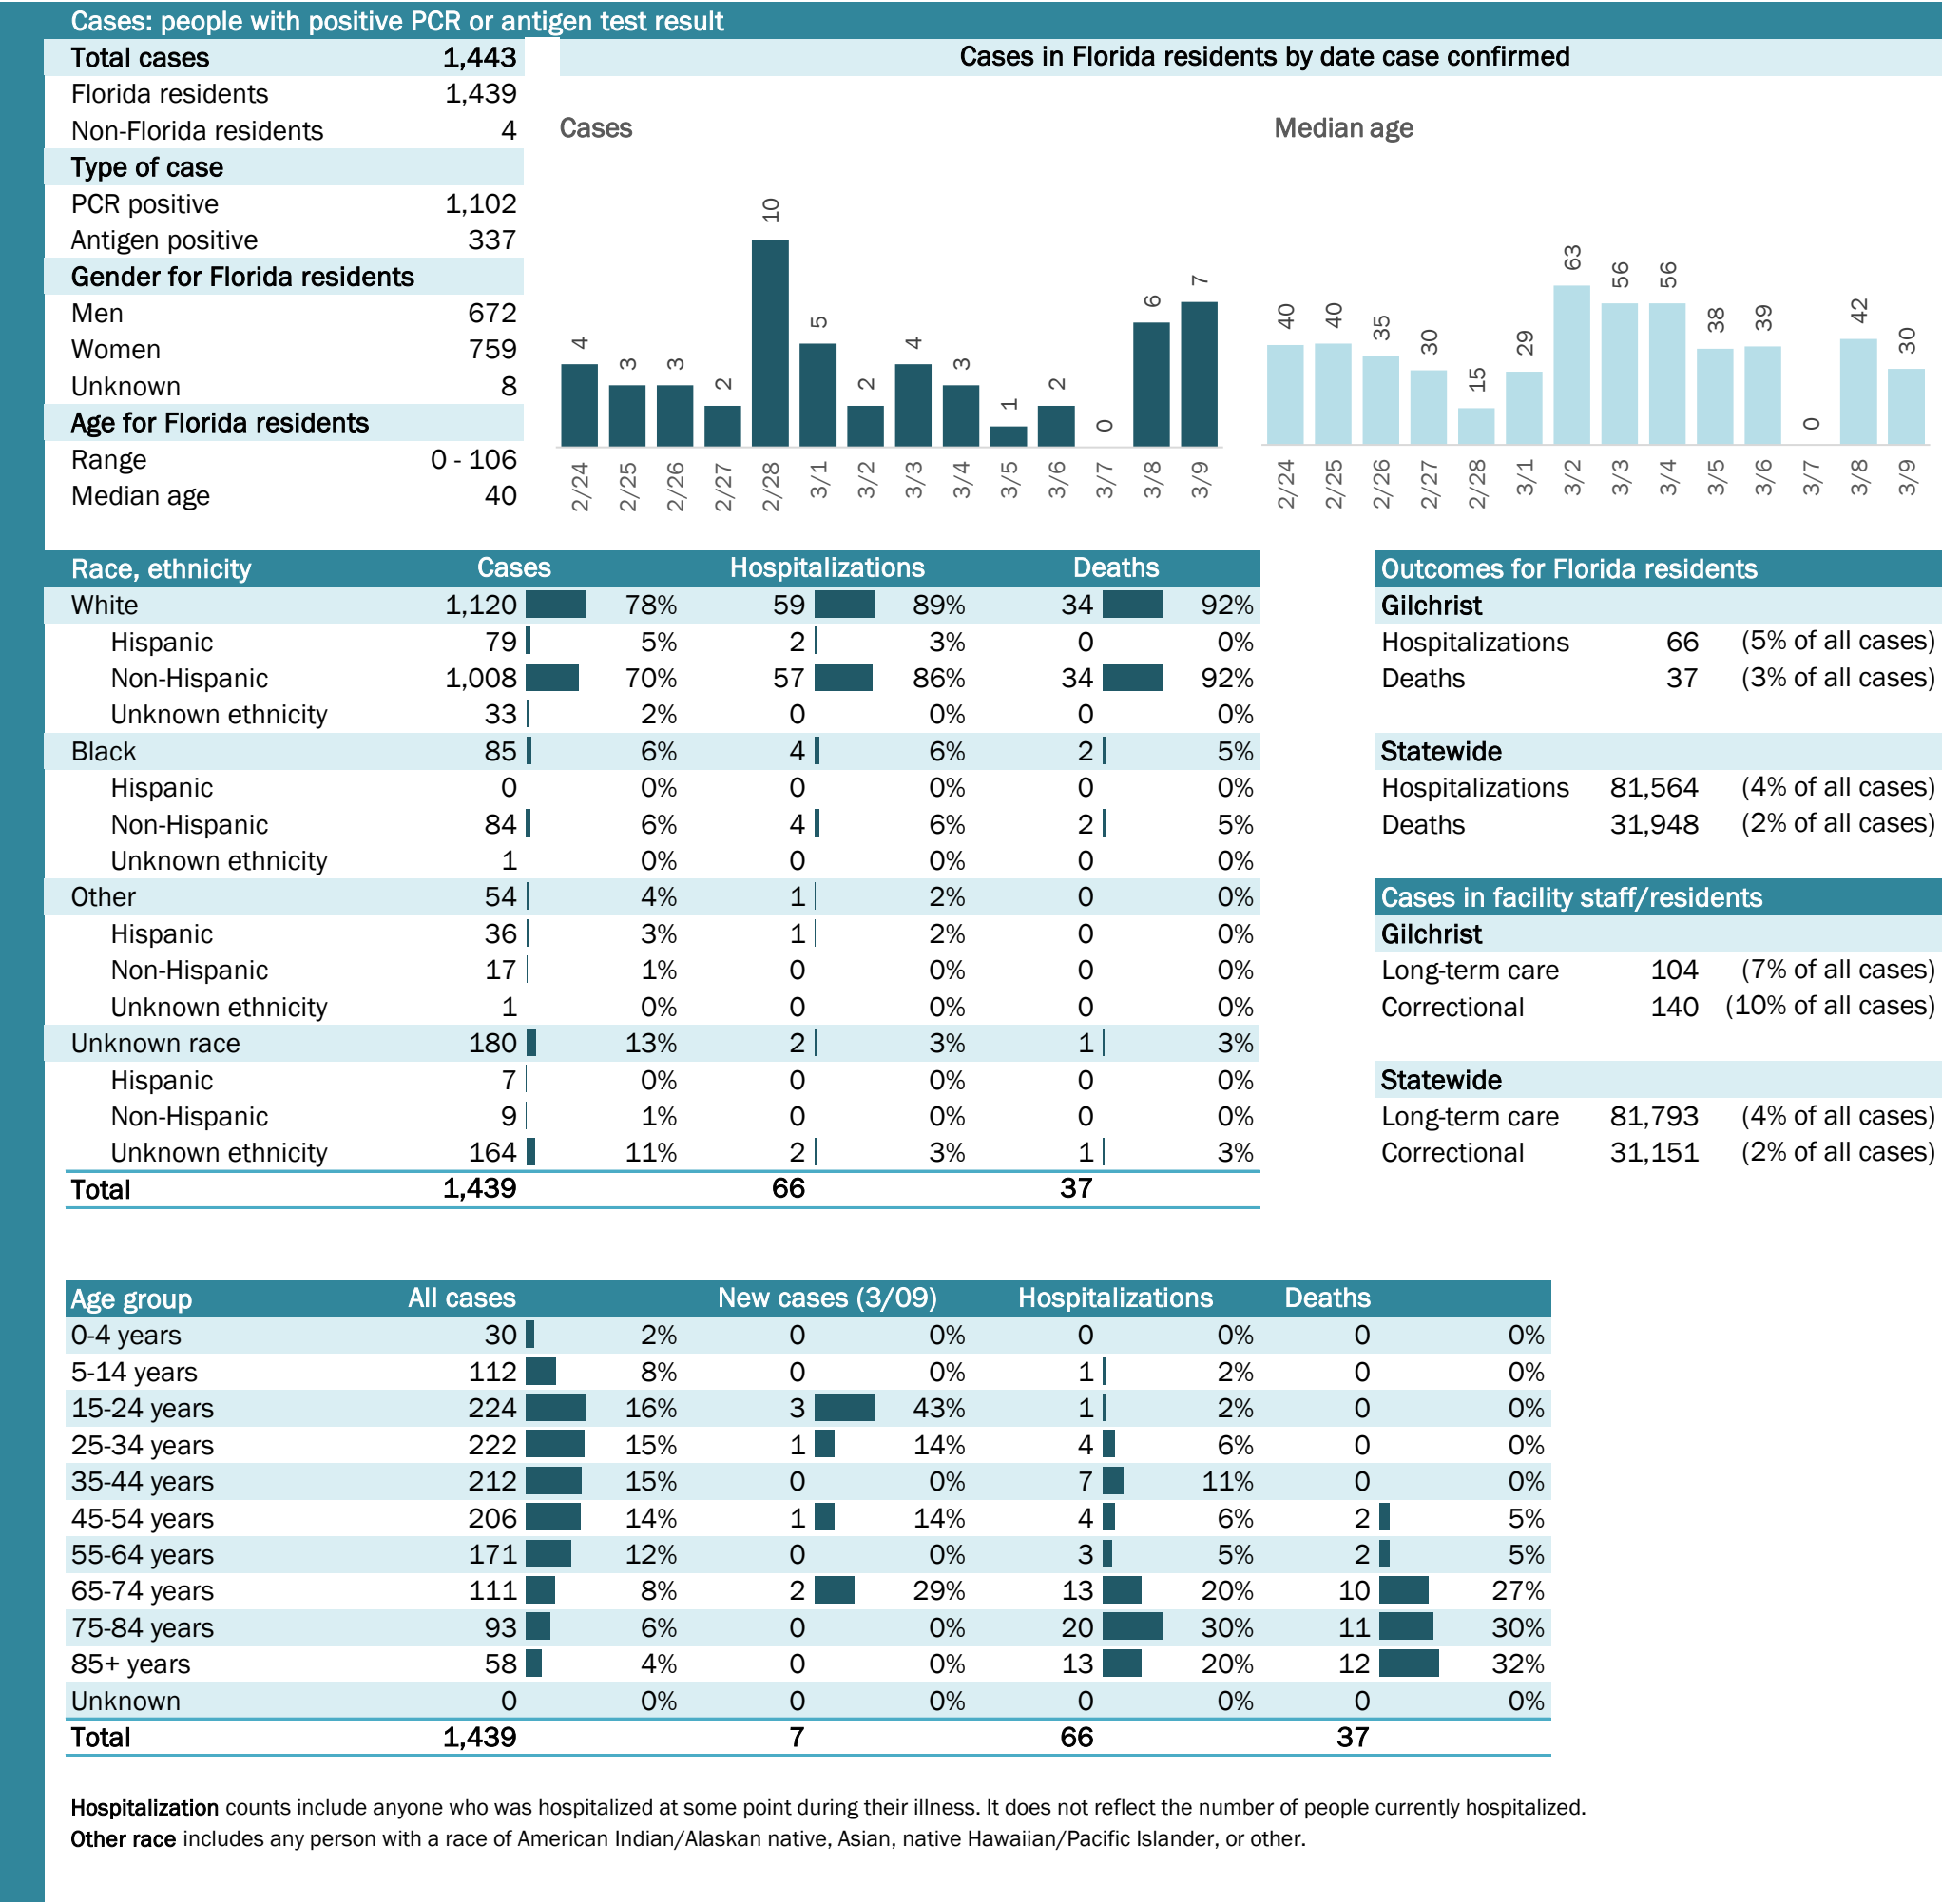 Cases: people with positive PCR or antigen test result
Total cases 1,443
Florida residents 1,439
Non-Florida residents 4
Type of case
PCR positive 1,102
Antigen positive 337
Gender for Florida residents
Men 672
Women 759
Unknown 8
Age for Florida residents
Range 0 - 106
Median age 40
Cases in Florida residents by date case confirmed
Cases
4 3 3 2 10 5 2 4 3 1 2 0 6 7
2/24 2/25 2/26 2/27 2/28 3/1 3/2 3/3 3/4 3/5 3/6 3/7 3/8 3/9
Median age
40 40 35 30 15 29 63 56 56 38 39 0 42 30
2/24 2/25 2/26 2/27 2/28 3/1 3/2 3/3 3/4 3/5 3/6 3/7 3/8 3/9
Race, ethnicity Cases Hospitalizations Deaths
White 1,120 78% 59 89% 34 92%
Hispanic 79 5% 2 3% 0 0%
Non-Hispanic 1,008 70% 57 86% 34 92%
Unknown ethnicity 33 2% 0 0% 0 0%
Black 85 6% 4 6% 2 5%
Hispanic 0 0% 0 0% 0 0%
Non-Hispanic 84 6% 4 6% 2 5%
Unknown ethnicity 1 0% 0 0% 0 0%
Other 54 4% 1 2% 0 0%
Hispanic 36 3% 1 2% 0 0%
Non-Hispanic 17 1% 0 0% 0 0%
Unknown ethnicity 1 0% 0 0% 0 0%
Unknown race 180 13% 2 3% 1 3%
Hispanic 7 0% 0 0% 0 0%
Non-Hispanic 9 1% 0 0% 0 0%
Unknown ethnicity 164 11% 2 3% 1 3%
Total 1,439 66 37
Outcomes for Florida residents
Gilchrist
Hospitalizations 66 (5% of all cases)
Deaths 37 (3% of all cases)
Statewide
Hospitalizations 81,564 (4% of all cases)
Deaths 31,948 (2% of all cases)
Cases in facility staff/residents
Gilchrist
Long-term care 104 (7% of all cases)
Correctional 140 (10% of all cases)
Statewide
Long-term care 81,793 (4% of all cases)
Correctional 31,151 (2% of all cases)
Age group All cases New cases (3/09) Hospitalizations Deaths
0-4 years 30 2% 0 0% 0 0% 0 0%
5-14 years 112 8% 0 0% 1 2% 0 0%
15-24 years 224 16% 3 43% 1 2% 0 0%
25-34 years 222 15% 1 14% 4 6% 0 0%
35-44 years 212 15% 0 0% 7 11% 0 0%
45-54 years 206 14% 1 14% 4 6% 2 5%
55-64 years 171 12% 0 0% 3 5% 2 5%
65-74 years 111 8% 2 29% 13 20% 10 27%
75-84 years 93 6% 0 0% 20 30% 11 30%
85+ years 58 4% 0 0% 13 20% 12 32%
Unknown 0 0% 0 0% 0 0% 0 0%
Total 1,439 7 66 37
Hospitalization counts include anyone who was hospitalized at some point during their illness. It does not reflect the number of people currently hospitalized.
Other race includes any person with a race of American Indian/Alaskan native, Asian, native Hawaiian/Pacific Islander, or other.